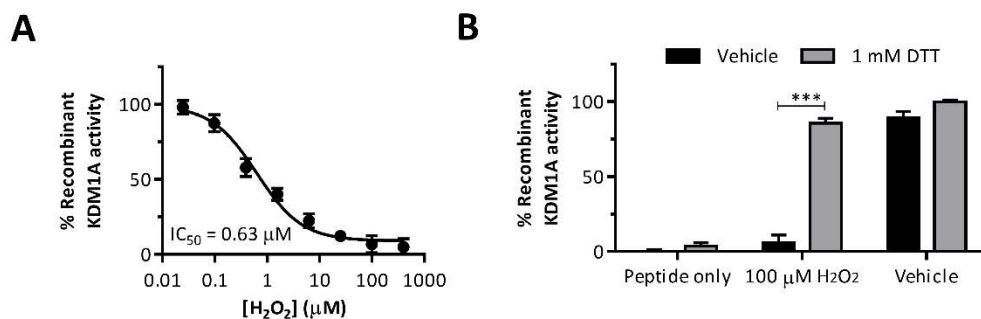 A
% Recombinant
KDM1A activity
100
50
0
IC50 = 0.63 μM
0.01 0.1 1 10 100 1000
[H2O2] (μM)
B
Vehicle 1 mM DTT
% Recombinant
KDM1A activity
100
50
0
***
Peptide only 100 μM H2O2 Vehicle